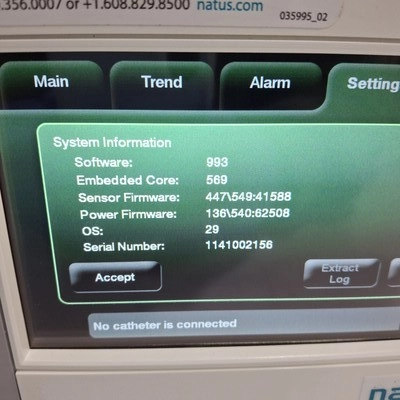 .356.0007 or +1.608.829.8500 natus.com
035995_02
Main Trend Alarm Setting
System Information
Software: 993
Embedded Core: 569
Sensor Firmware: 447\549:41588
Power Firmware: 136\540:62508
OS: 29
Serial Number: 1141002156
Accept Extract
Log
No catheter is connected
na